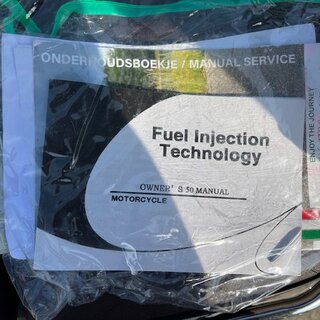 ONDERHOUDSBOEKJE / MANUAL SERVICE
Fuel Injection
Technology
OWNER'S 50 MANUAL
MOTORCYCLE
ENJOY THE JOURNEY